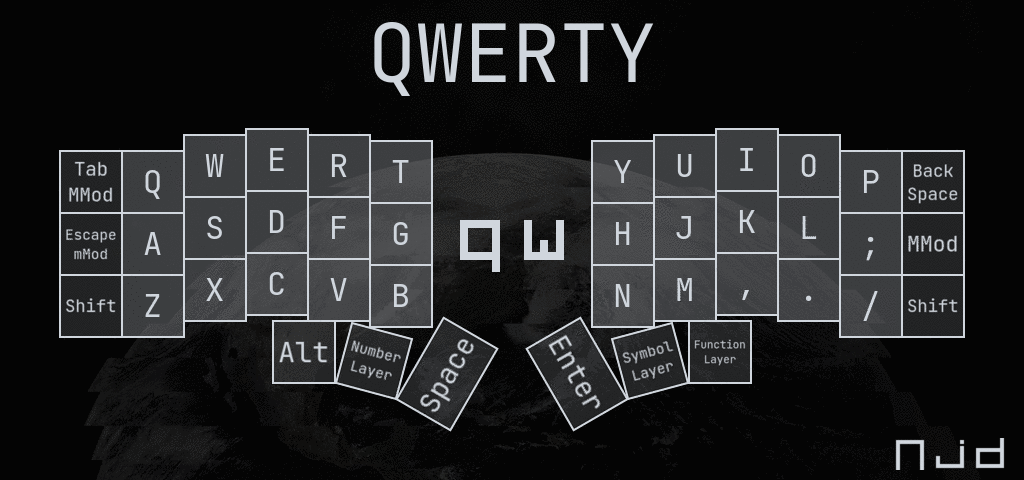 QWERTY
Tab
MMod
Q
W
E
R
T
Y
U
I
O
P
Back
Space
Escape
mMod
A
S
D
F
G
qw
H
J
K
L
;
MMod
Shift
Z
X
C
V
B
N
M
,
.
/
Shift
Alt
Number
Layer
Space
Enter
Symbol
Layer
Function
Layer
njd